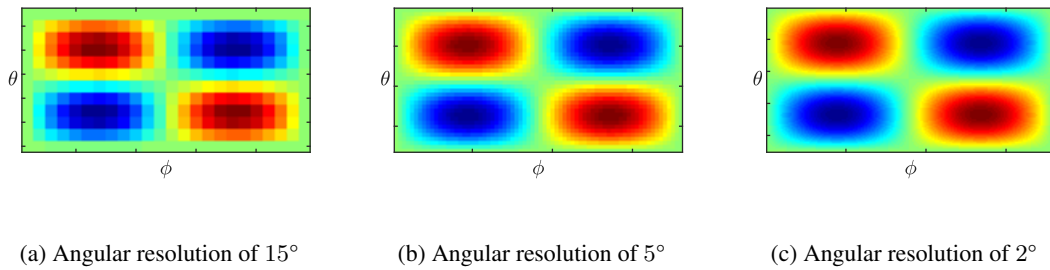 θ θ θ
φ φ φ
(a) Angular resolution of 15° (b) Angular resolution of 5° (c) Angular resolution of 2°